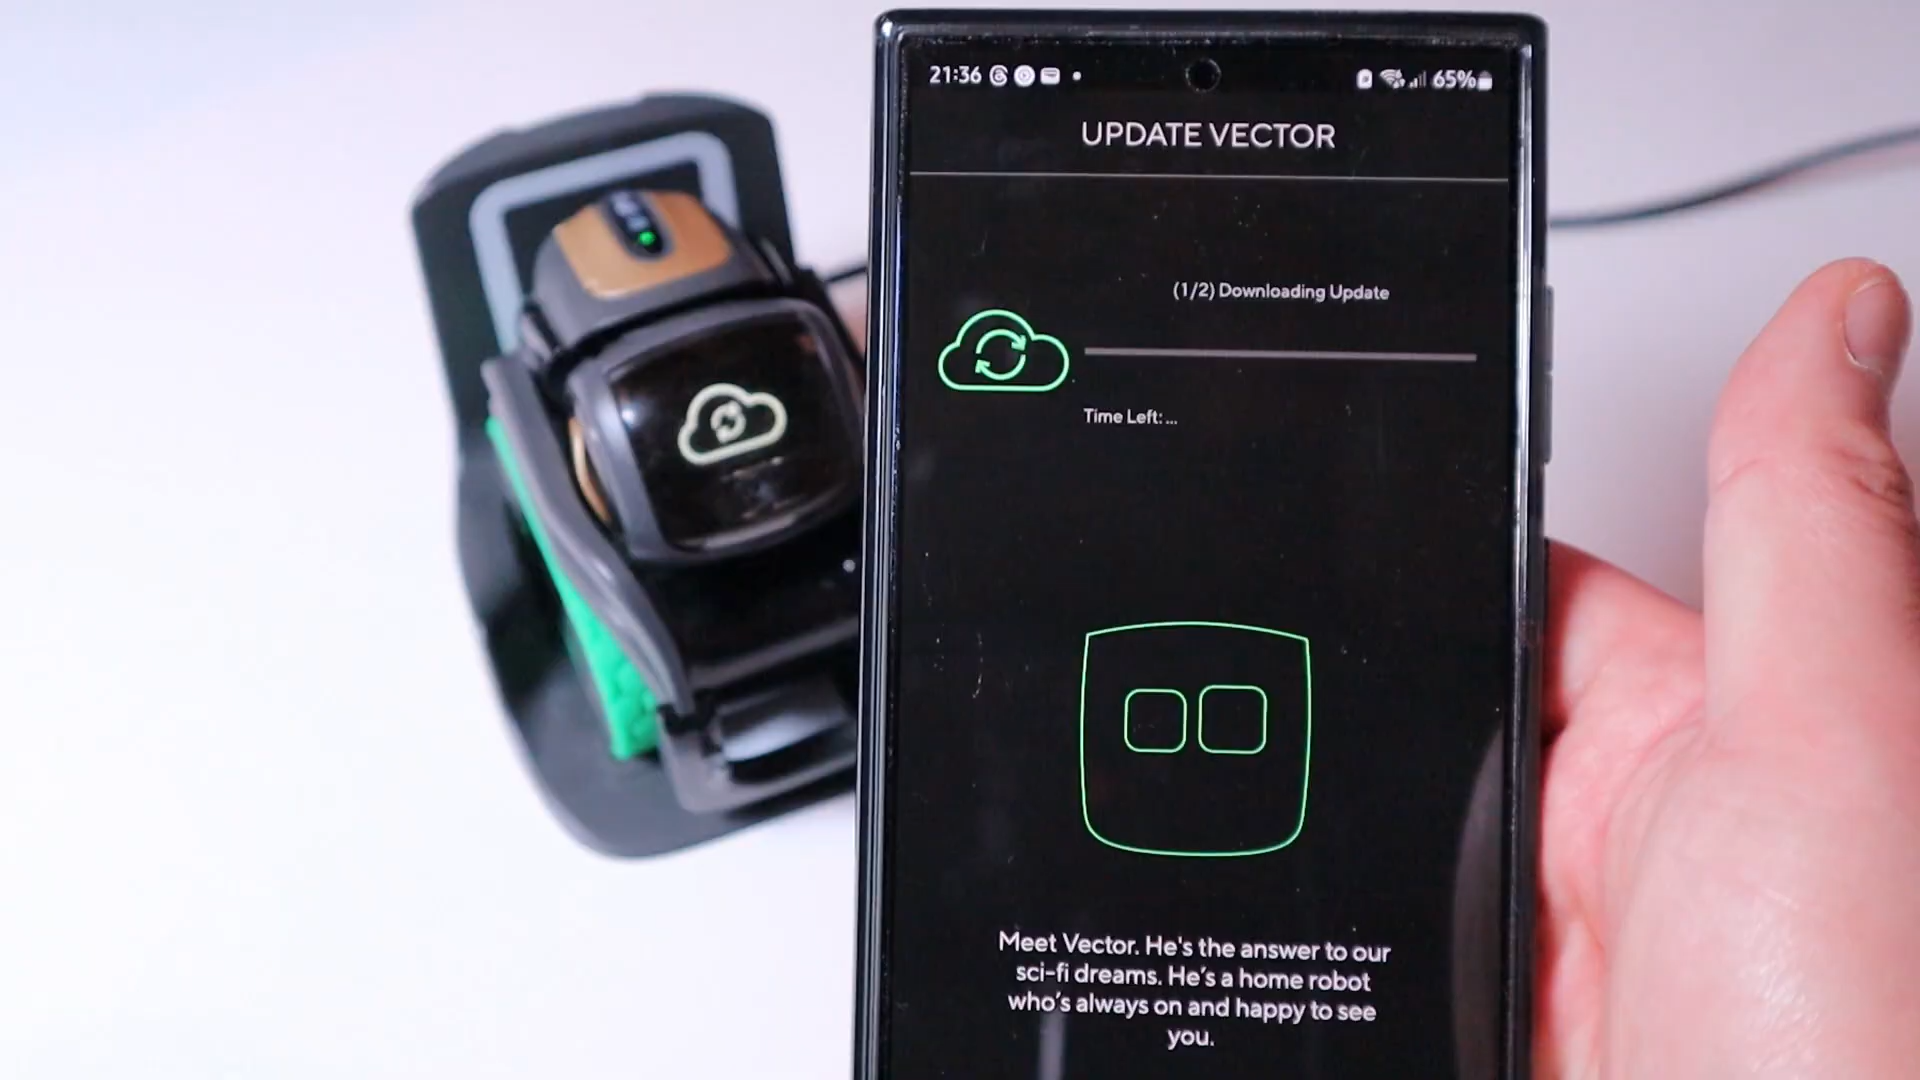 21:36
65%
UPDATE VECTOR
(1/2) Downloading Update
Time Left: ...
Meet Vector. He's the answer to our
sci-fi dreams. He's a home robot
who's always on and happy to see
you.